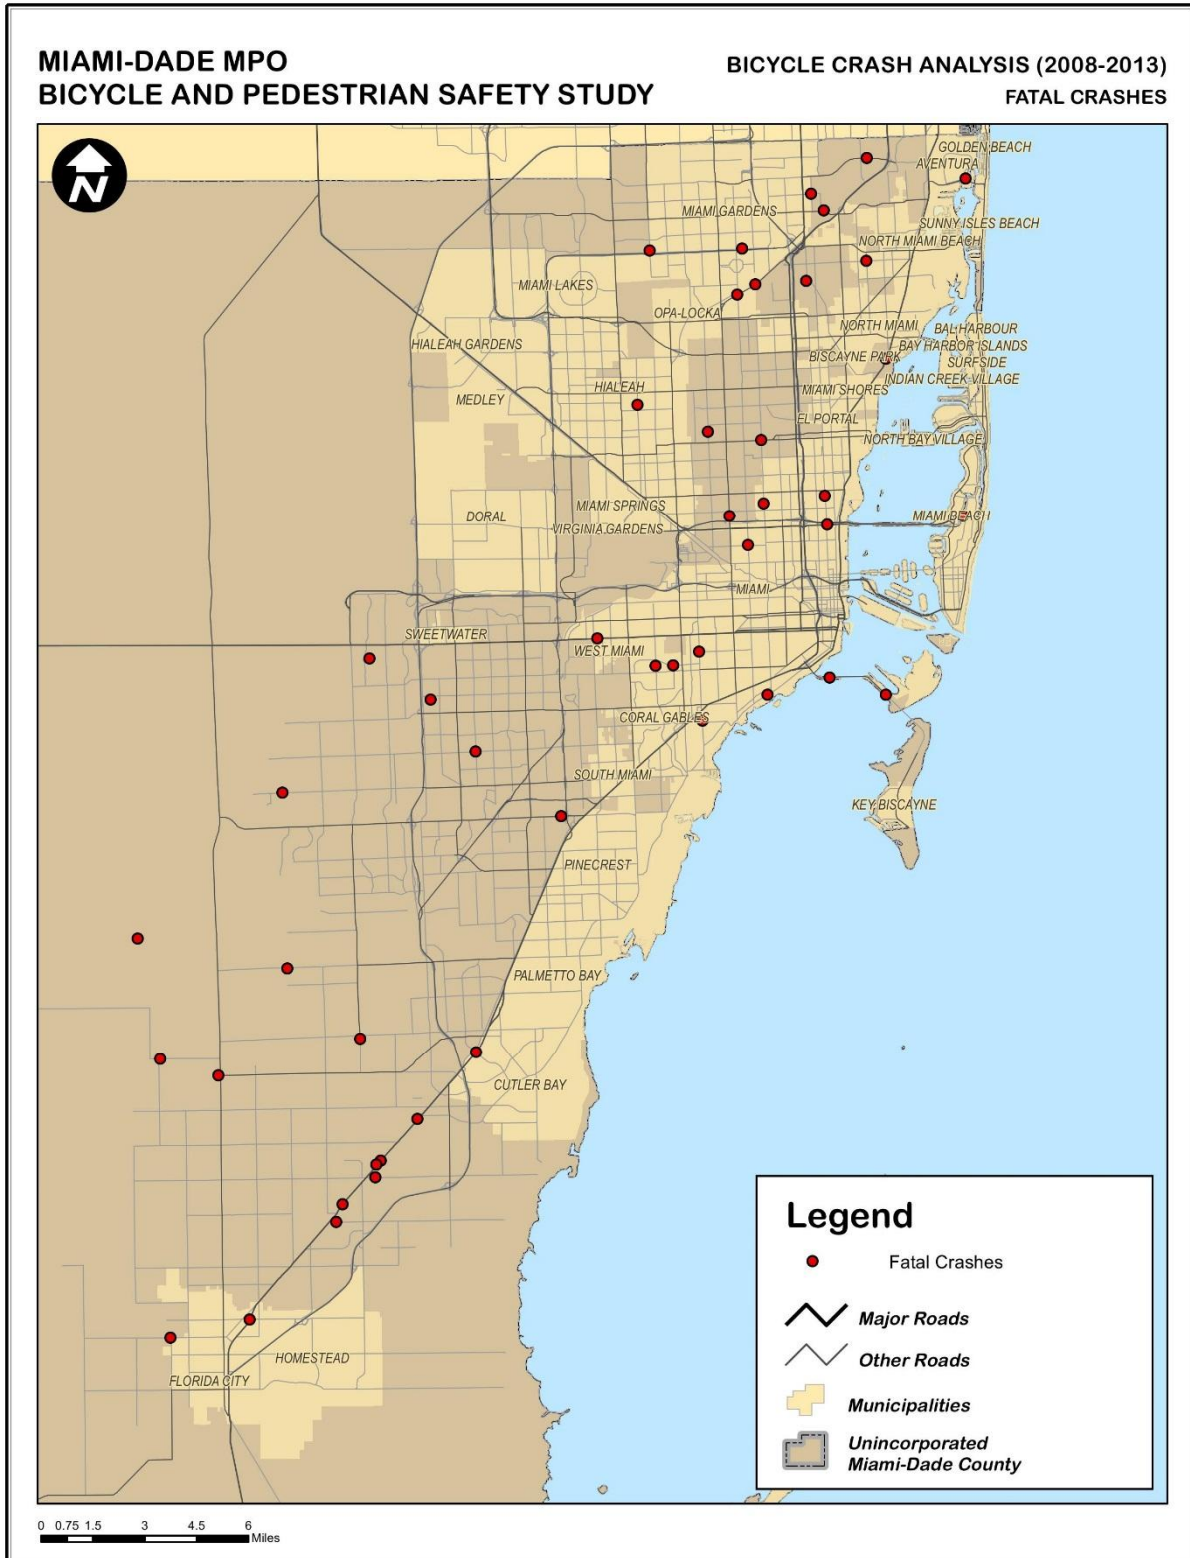 MIAMI-DADE MPO
BICYCLE AND PEDESTRIAN SAFETY STUDY
BICYCLE CRASH ANALYSIS (2008-2013)
FATAL CRASHES
N
GOLDEN BEACH
AVENTURA
MIAMI GARDENS
SUNNY ISLES BEACH
NORTH MIAMI BEACH
MIAMI LAKES
OPA-LOCKA
NORTH MIAMI
BAL HARBOUR
HIALEAH GARDENS
BAY HARBOR ISLANDS
BISCAYNE PARK
SURFSIDE
INDIAN CREEK VILLAGE
HIALEAH
MIAMI SHORES
MEDLEY
EL PORTAL
NORTH BAY VILLAGE
MIAMI SPRINGS
DORAL
MIAMI BEACH
VIRGINIA GARDENS
MIAMI
SWEETWATER
WEST MIAMI
CORAL GABLES
SOUTH MIAMI
KEY BISCAYNE
PINECREST
PALMETTO BAY
CUTLER BAY
HOMESTEAD
FLORIDA CITY
Legend
Fatal Crashes
Major Roads
Other Roads
Municipalities
Unincorporated
Miami-Dade County
0 0.75 1.5 3 4.5 6
Miles